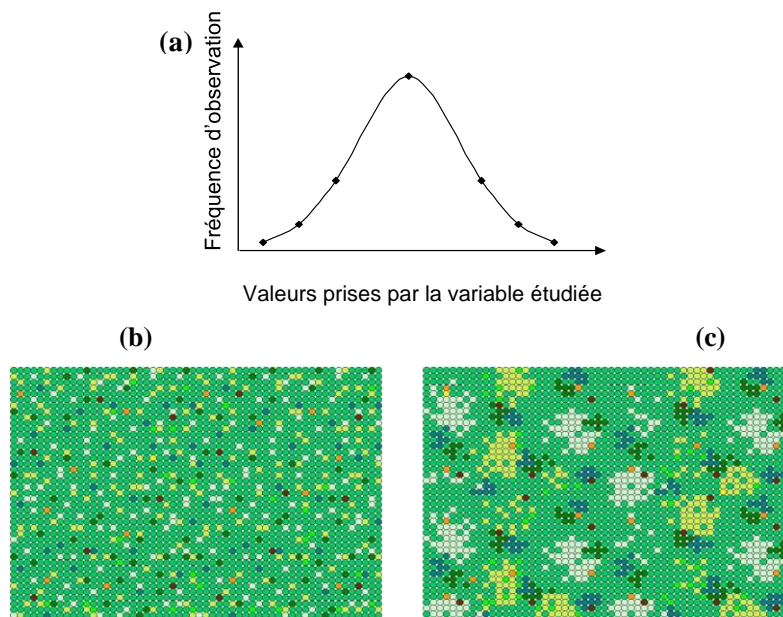 (a)
Fréquence d'observation
Valeurs prises par la variable étudiée
(b)
(c)